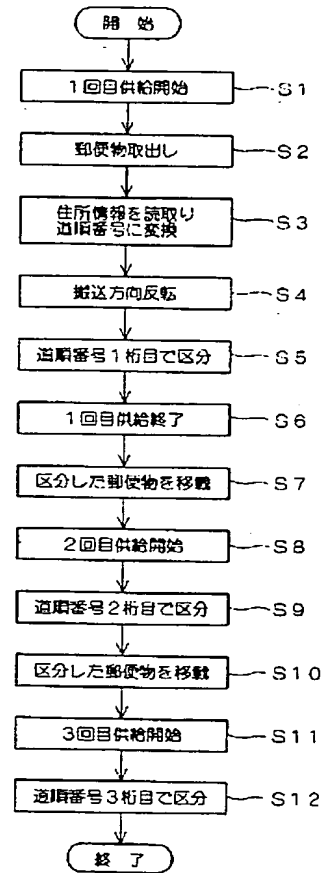 開 始
1回目供給開始 S1
郵便物取出し S2
住所情報を読取り
道順番号に変換 S3
搬送方向反転 S4
道順番号1桁目で区分 S5
1回目供給終了 S6
区分した郵便物を移載 S7
2回目供給開始 S8
道順番号2桁目で区分 S9
区分した郵便物を移載 S10
3回目供給開始 S11
道順番号3桁目で区分 S12
終 了